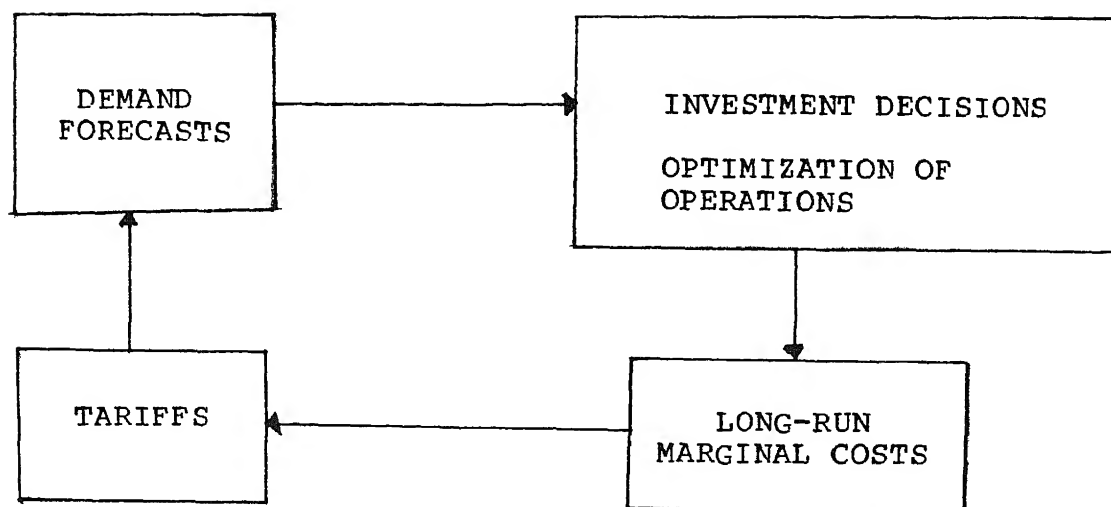 DEMAND
FORECASTS
INVESTMENT DECISIONS
OPTIMIZATION OF
OPERATIONS
TARIFFS
LONG-RUN
MARGINAL COSTS